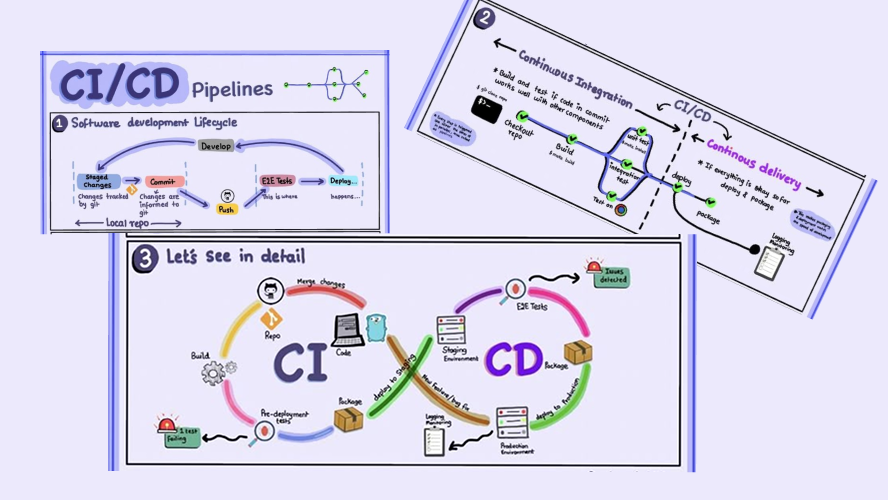 CI/CD Pipelines
1 Software development Lifecycle
Develop
Staged
Changes
Commit
Push
E2E Tests
Deploy...
Changes tracked
by git
Changes are
informed to
git
This is where
happens...
Local repo
2
Continuous Integration
CI/CD
Continous delivery
* Build and test if code in commit
works well with other components
* If everything is okay so far
deploy & package
$ git clone repo
Checkout
repo
Build
unit test
integration
test
Test on
deploy
package
Logging
Monitoring
3 Let's see in detail
Merge changes
Repo
Code
Build
CI
Pre-deployment
tests
1 test
failing
Package
deploy to Staging
Staging
Environment
E2E Tests
Issues
detected
CD
Package
deploy to Production
Production
Environment
Logging
Monitoring
New feature/bug fix